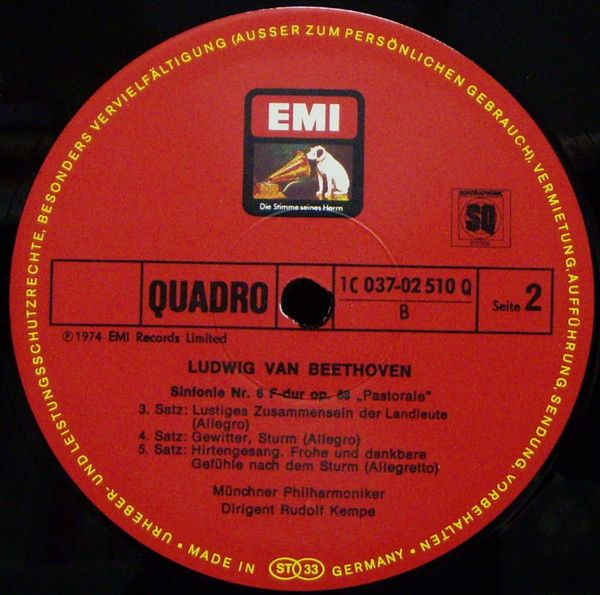 URHEBER- UND LEISTUNGSSCHUTZRECHTE, BESONDERS VERVIELFÄLTIGUNG (AUSSER ZUM PERSÖNLICHEN GEBRAUCH), VERMIETUNG, AUFFÜHRUNG, SENDUNG, VORBEHALTEN •
EMI
Die Stimme seines Herrn
QUADRAPHONIC
SQ
QUADRO
1C 037-02 510 Q
B
Seite 2
℗ 1974 EMI Records Limited
LUDWIG VAN BEETHOVEN
Sinfonie Nr. 6 F-dur op. 68 „Pastorale"
3. Satz: Lustiges Zusammensein der Landleute
(Allegro)
4. Satz: Gewitter, Sturm (Allegro)
5. Satz: Hirtengesang. Frohe und dankbare
Gefühle nach dem Sturm (Allegretto)
Münchner Philharmoniker
Dirigent Rudolf Kempe
• MADE IN ST 33 GERMANY •